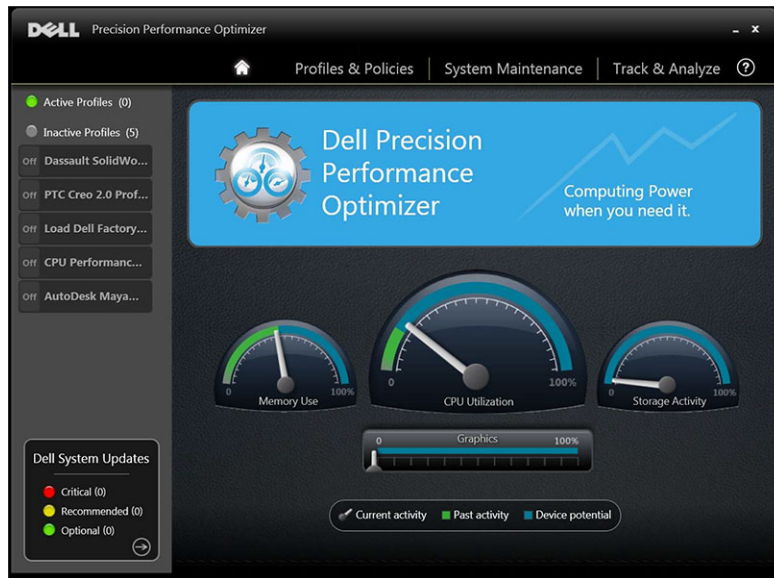 DELL Precision Performance Optimizer
Profiles & Policies System Maintenance Track & Analyze ?
Active Profiles (0)
Inactive Profiles (5)
Off Dassault SolidWo...
Off PTC Creo 2.0 Prof...
Off Load Dell Factory...
Off CPU Performanc...
Off AutoDesk Maya...
Dell Precision
Performance
Optimizer
Computing Power
when you need it.
0 100%
Memory Use
0 100%
CPU Utilization
0 100%
Storage Activity
0 Graphics 100%
Current activity Past activity Device potential
Dell System Updates
Critical (0)
Recommended (0)
Optional (0)